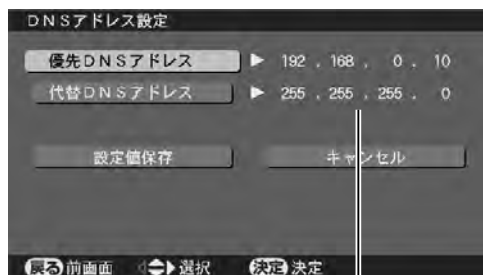 DNSアドレス設定
優先DNSアドレス ▶ 192 . 168 . 0 . 10
代替DNSアドレス ▶ 255 . 255 . 255 . 0
設定値保存 キャンセル
戻る 前画面 選択 決定 決定